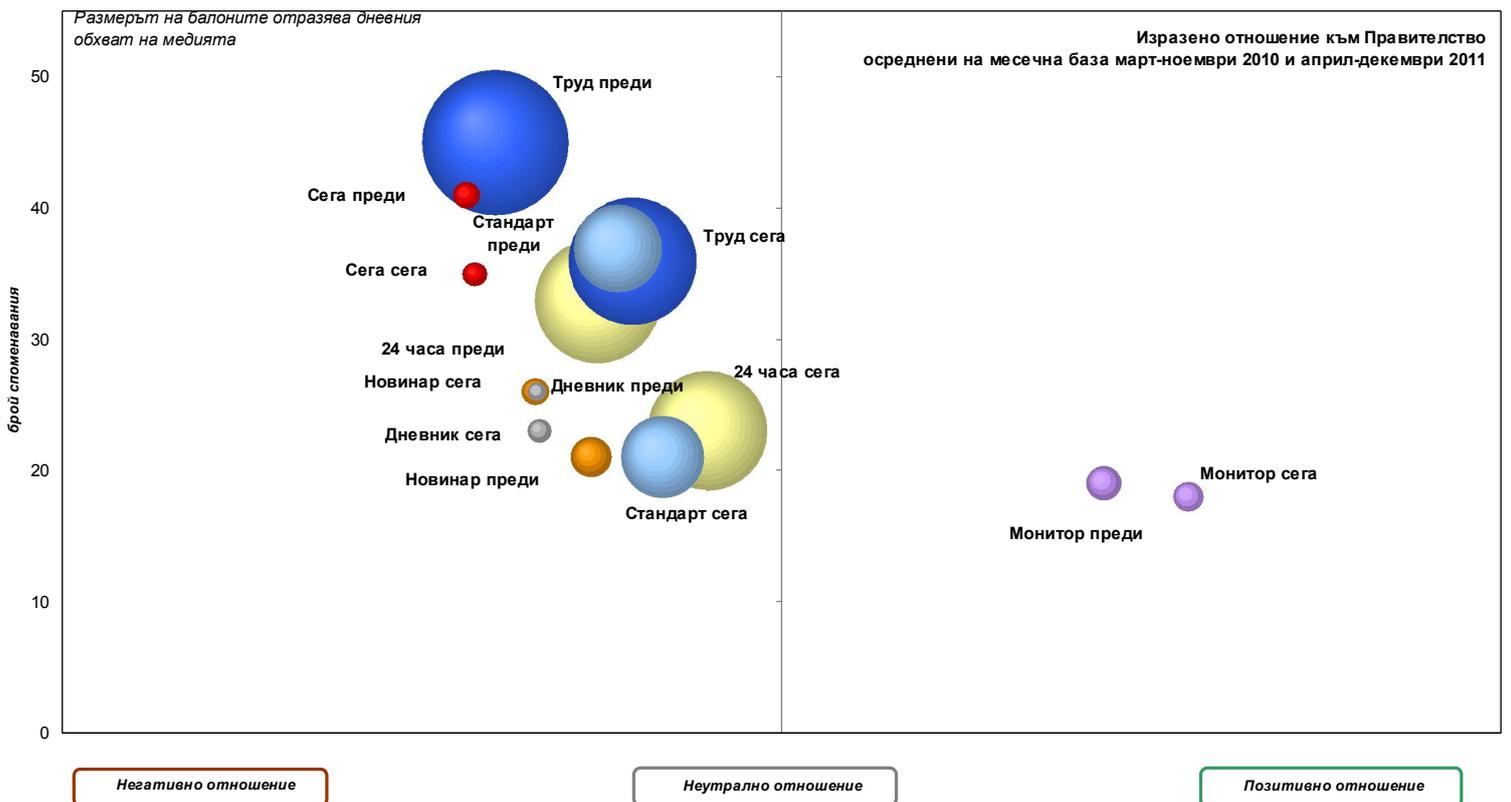 Размерът на балоните отразява дневния
обхват на медията
Изразено отношение към Правителство
осреднени на месечна база март-ноември 2010 и април-декември 2011
50
Труд преди
Сега преди
40
Стандарт
преди
Труд сега
Сега сега
брой споменавания
30
24 часа преди
24 часа сега
Новинар сега
Дневник преди
Дневник сега
20
Новинар преди
Монитор сега
Стандарт сега
Монитор преди
10
0
Негативно отношение
Неутрално отношение
Позитивно отношение